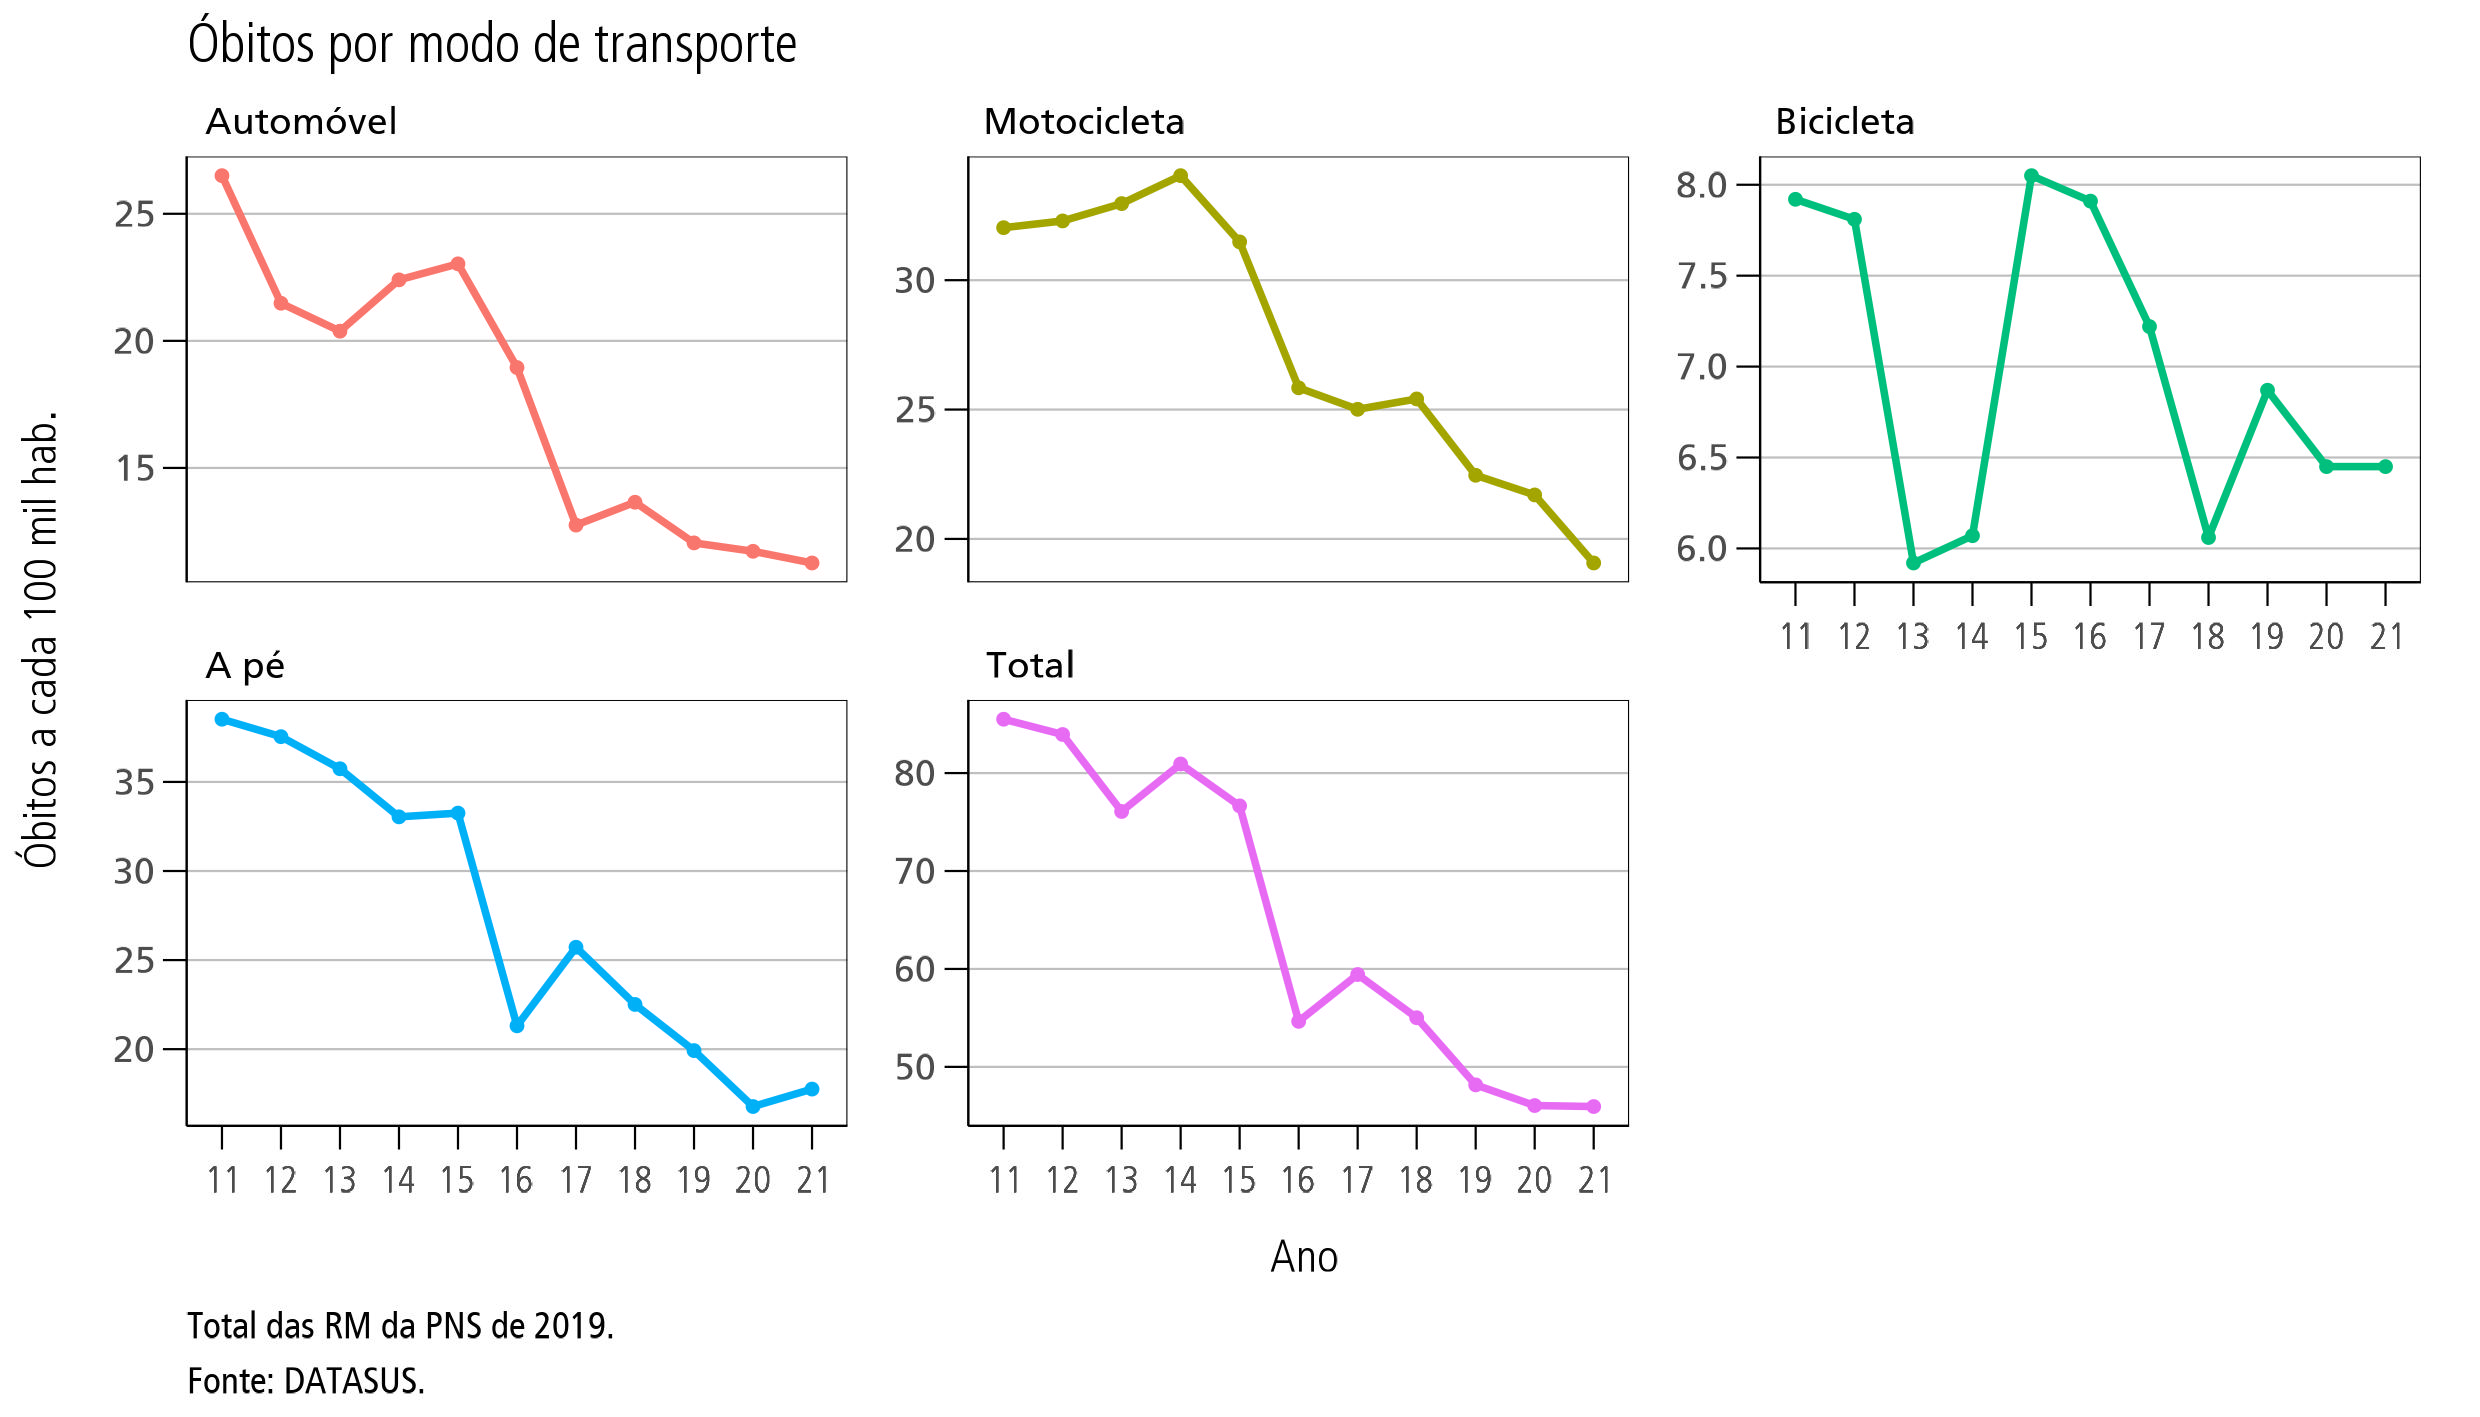 Óbitos por modo de transporte
Óbitos a cada 100 mil hab.
Automóvel
25
20
15
Motocicleta
30
25
20
Bicicleta
8.0
7.5
7.0
6.5
6.0
11 12 13 14 15 16 17 18 19 20 21
A pé
35
30
25
20
11 12 13 14 15 16 17 18 19 20 21
Total
80
70
60
50
11 12 13 14 15 16 17 18 19 20 21
Ano
Total das RM da PNS de 2019.
Fonte: DATASUS.